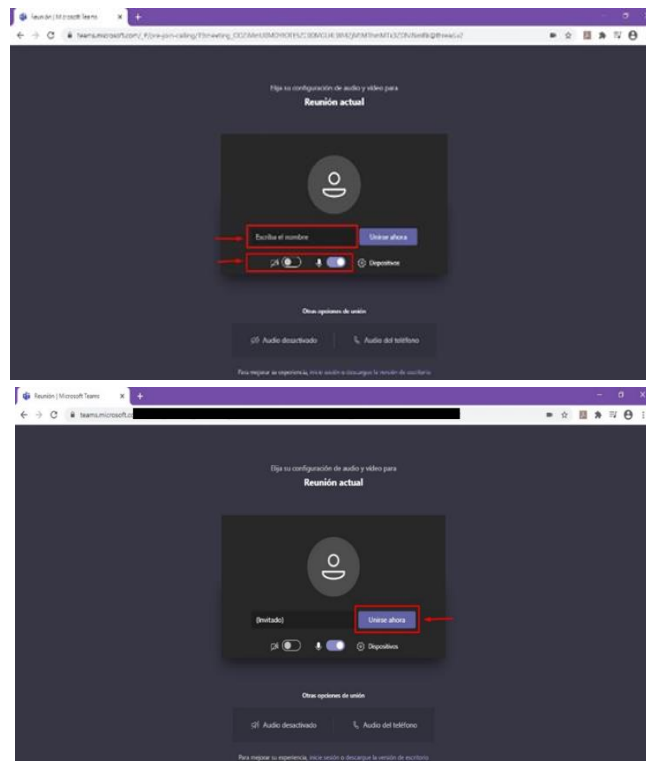 Reunión | Microsoft Teams
Elija su configuración de audio y vídeo para
Reunión actual
Escriba el nombre
Unirse ahora
Dispositivos
Otras opciones de unión
Audio desactivado
Audio del teléfono
Para mejorar su experiencia, inicie sesión o descargue la versión de escritorio
Reunión | Microsoft Teams
teams.microsoft.co
Elija su configuración de audio y vídeo para
Reunión actual
(Invitado)
Unirse ahora
Dispositivos
Otras opciones de unión
Audio desactivado
Audio del teléfono
Para mejorar su experiencia, inicie sesión o descargue la versión de escritorio